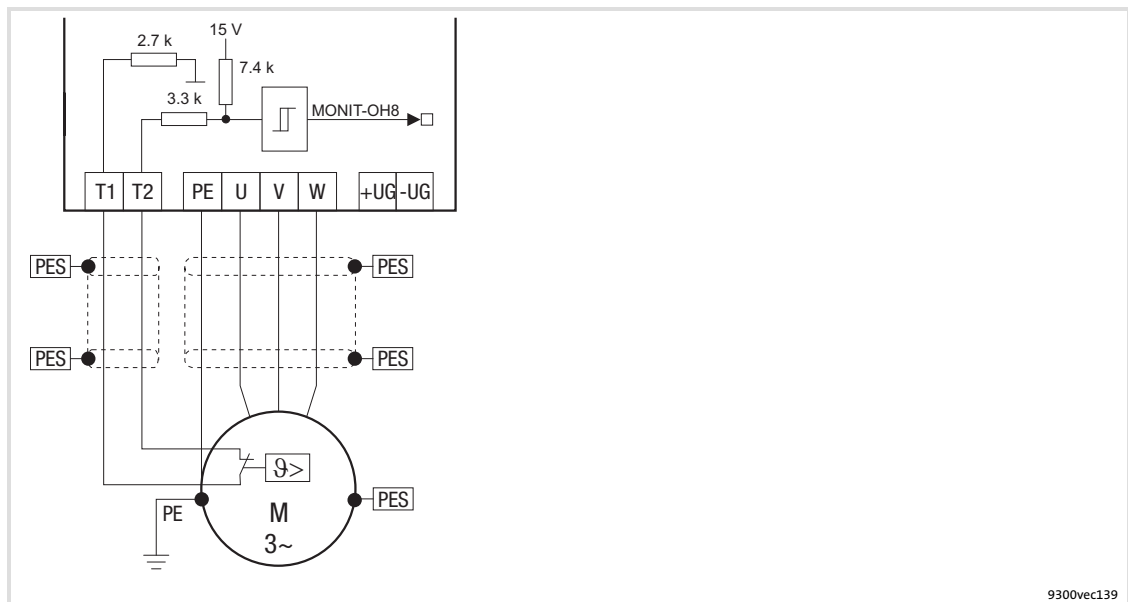 15 V
2.7 k
7.4 k
3.3 k
MONIT-OH8
T1 T2 PE U V W +UG -UG
PES PES
PES PES
ϑ>
PES
PE M
3~
9300vec139